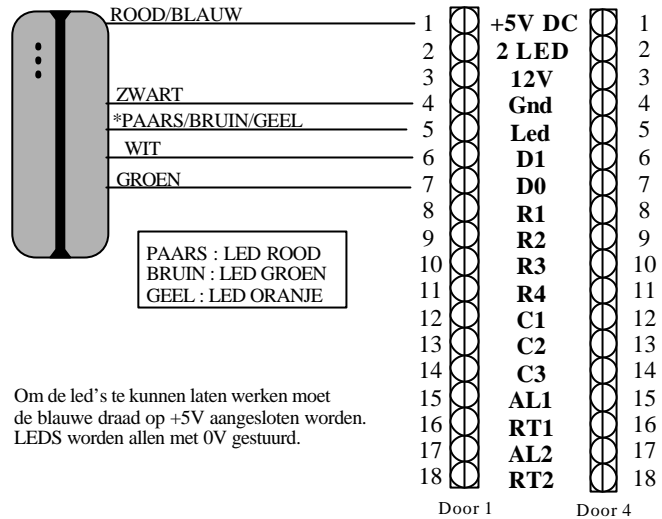 ROOD/BLAUW
ZWART
*PAARS/BRUIN/GEEL
WIT
GROEN
PAARS : LED ROOD
BRUIN : LED GROEN
GEEL : LED ORANJE
Om de led's te kunnen laten werken moet
de blauwe draad op +5V aangesloten worden.
LEDS worden allen met 0V gestuurd.
1 +5V DC 1
2 2 LED 2
3 12V 3
4 Gnd 4
5 Led 5
6 D1 6
7 D0 7
8 R1 8
9 R2 9
10 R3 10
11 R4 11
12 C1 12
13 C2 13
14 C3 14
15 AL1 15
16 RT1 16
17 AL2 17
18 RT2 18
Door 1 Door 4